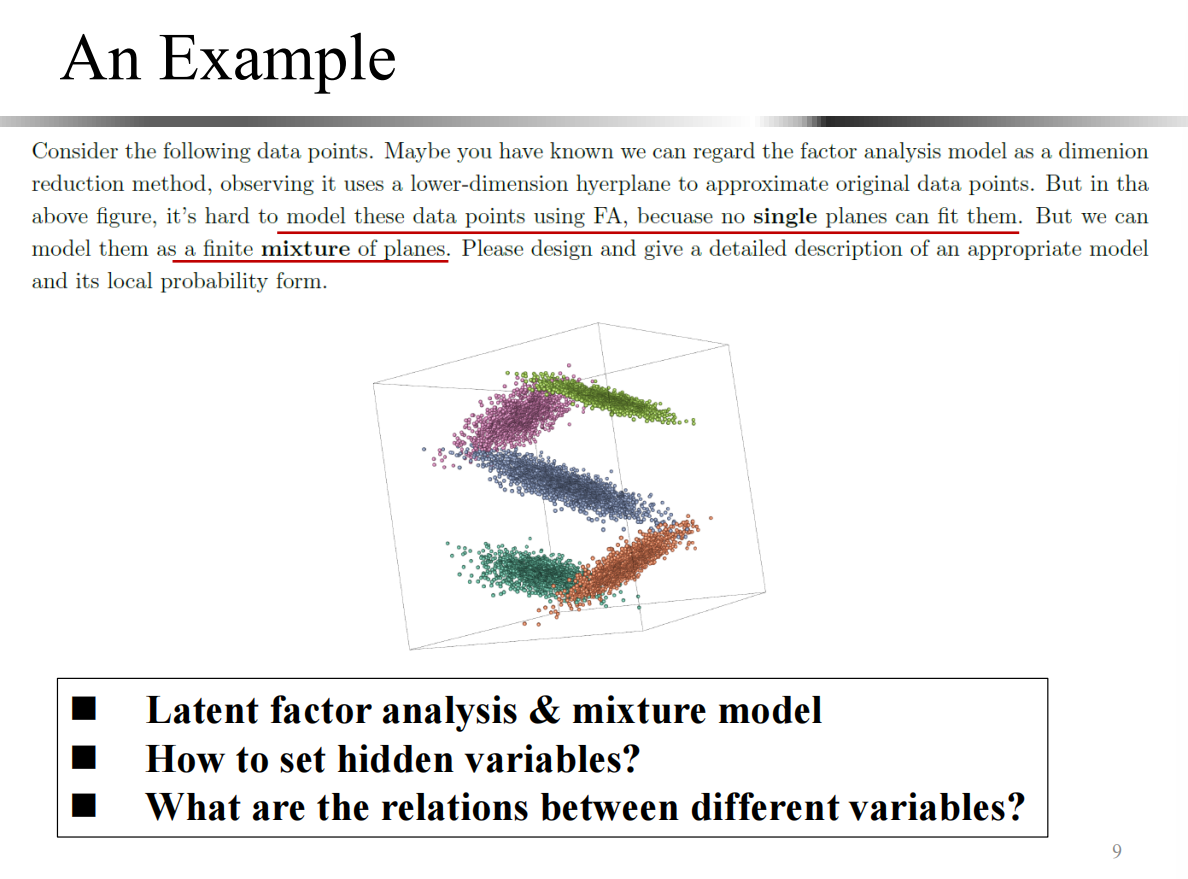 An Example
Consider the following data points. Maybe you have known we can regard the factor analysis model as a dimenion
reduction method, observing it uses a lower-dimension hyerplane to approximate original data points. But in tha
above figure, it's hard to model these data points using FA, becuase no single planes can fit them. But we can
model them as a finite mixture of planes. Please design and give a detailed description of an appropriate model
and its local probability form.
■ Latent factor analysis & mixture model
■ How to set hidden variables?
■ What are the relations between different variables?
9